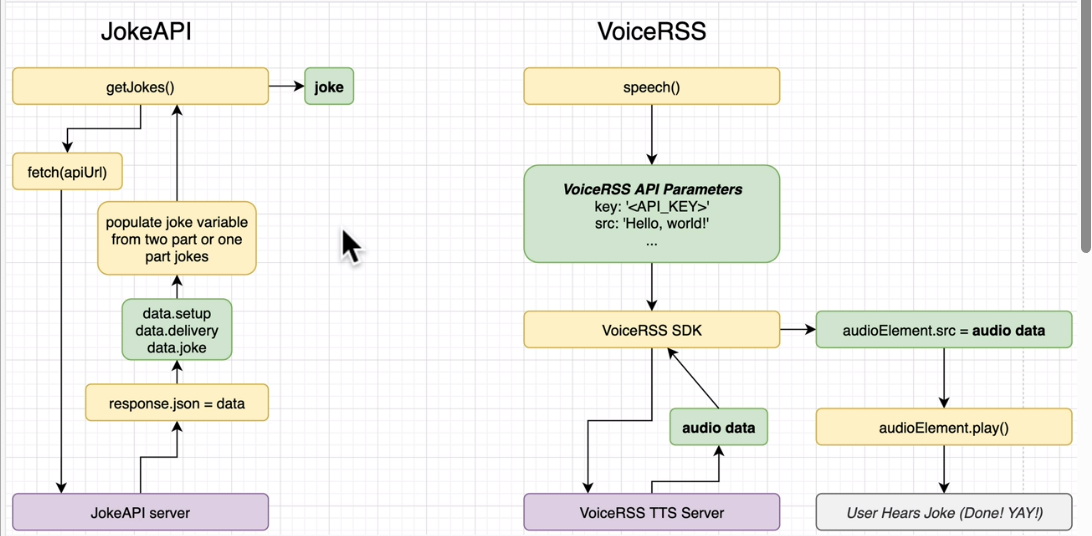 JokeAPI
getJokes()
joke
fetch(apiUrl)
populate joke variable
from two part or one
part jokes
data.setup
data.delivery
data.joke
response.json = data
JokeAPI server
VoiceRSS
speech()
VoiceRSS API Parameters
key: '<API_KEY>'
src: 'Hello, world!'
...
VoiceRSS SDK
audioElement.src = audio data
audio data
audioElement.play()
VoiceRSS TTS Server
User Hears Joke (Done! YAY!)